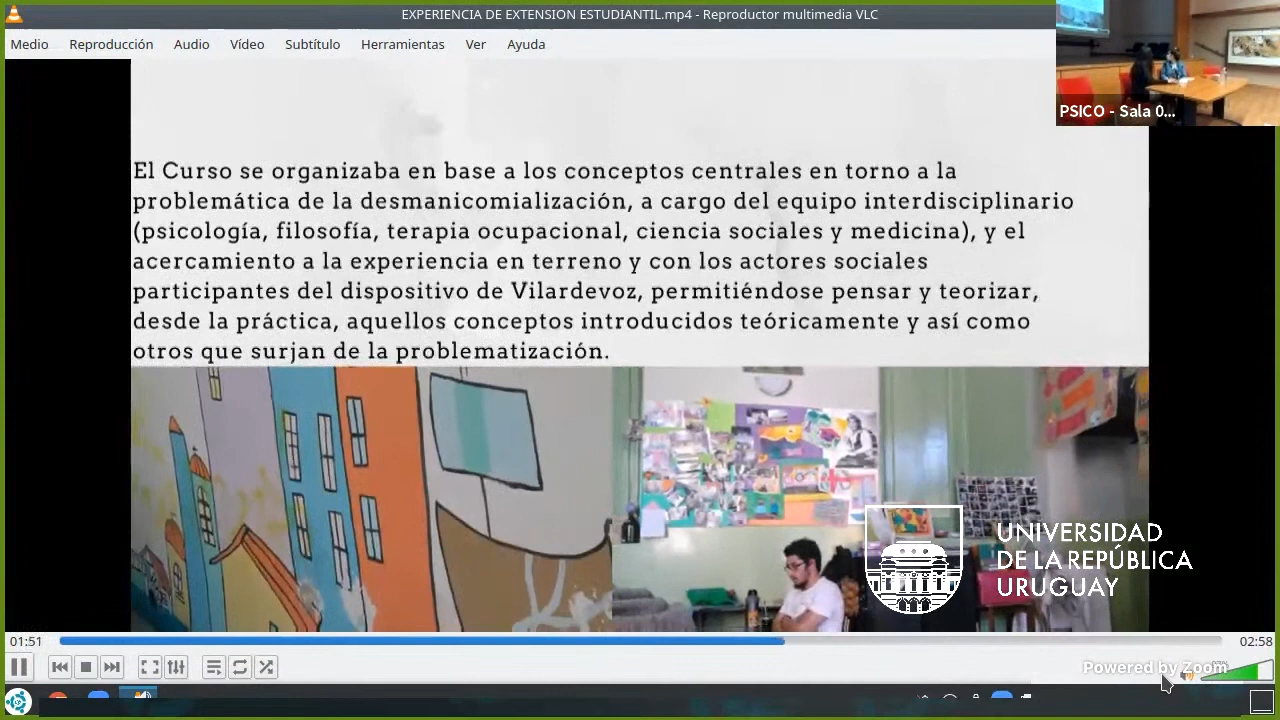 EXPERIENCIA DE EXTENSION ESTUDIANTIL.mp4 - Reproductor multimedia VLC
Medio Reproducción Audio Vídeo Subtítulo Herramientas Ver Ayuda
PSICO - Sala 0...
El Curso se organizaba en base a los conceptos centrales en torno a la
problemática de la desmanicomialización, a cargo del equipo interdisciplinario
(psicología, filosofía, terapia ocupacional, ciencia sociales y medicina), y el
acercamiento a la experiencia en terreno y con los actores sociales
participantes del dispositivo de Vilardevoz, permitiéndose pensar y teorizar,
desde la práctica, aquellos conceptos introducidos teóricamente y así como
otros que surjan de la problematización.
UNIVERSIDAD
DE LA REPÚBLICA
URUGUAY
01:51
02:58
Powered by Zoom